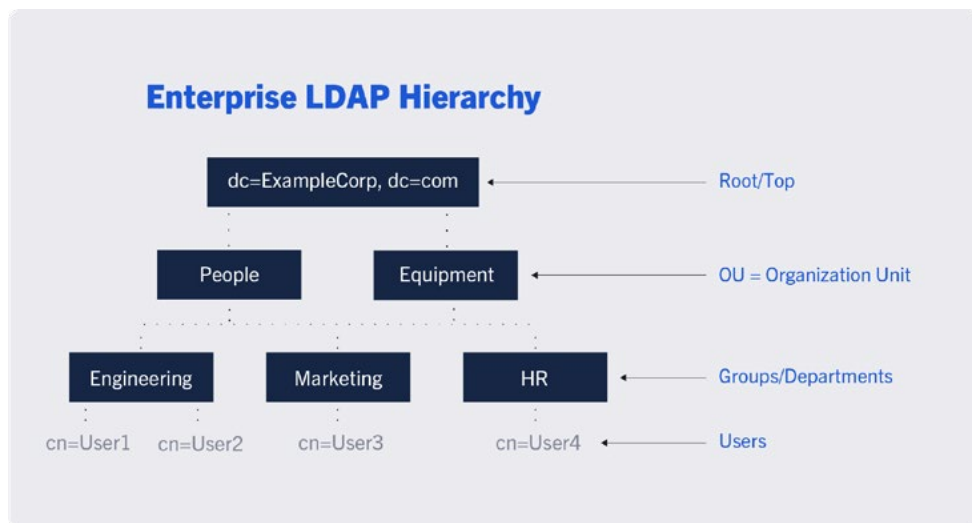 Enterprise LDAP Hierarchy
dc=ExampleCorp, dc=com
Root/Top
People
Equipment
OU = Organization Unit
Engineering
Marketing
HR
Groups/Departments
cn=User1
cn=User2
cn=User3
cn=User4
Users